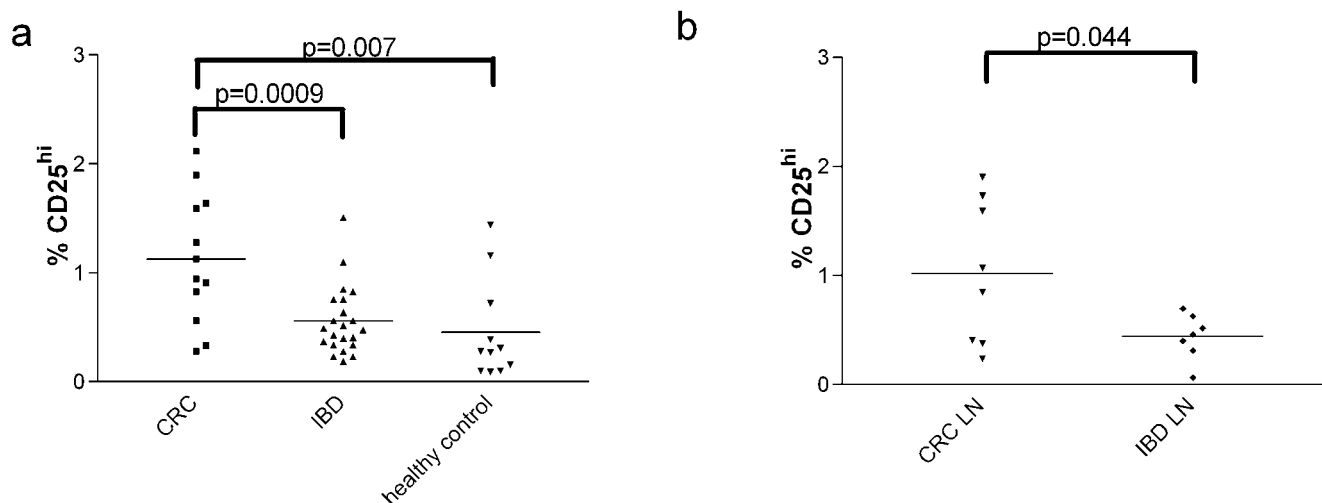 a
p=0.007
p=0.0009
% CD25hi
3
2
1
0
CRC
IBD
healthy control
b
p=0.044
% CD25hi
3
2
1
0
CRC LN
IBD LN